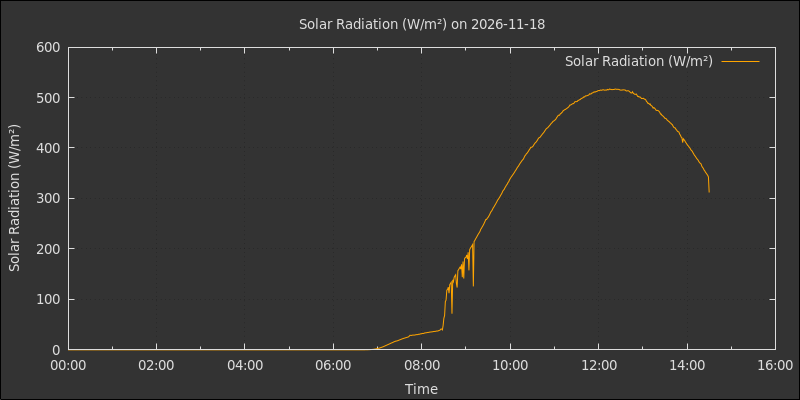 Solar Radiation (W/m²) on 2026-11-18
Solar Radiation (W/m²)
Solar Radiation (W/m²)
600
500
400
300
200
100
0
00:00 02:00 04:00 06:00 08:00 10:00 12:00 14:00 16:00
Time